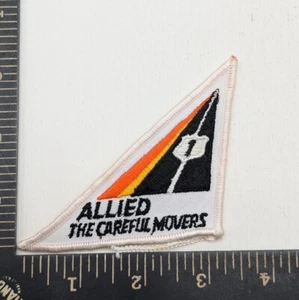 1
ALLIED
THE CAREFUL MOVERS
1 2 3 4